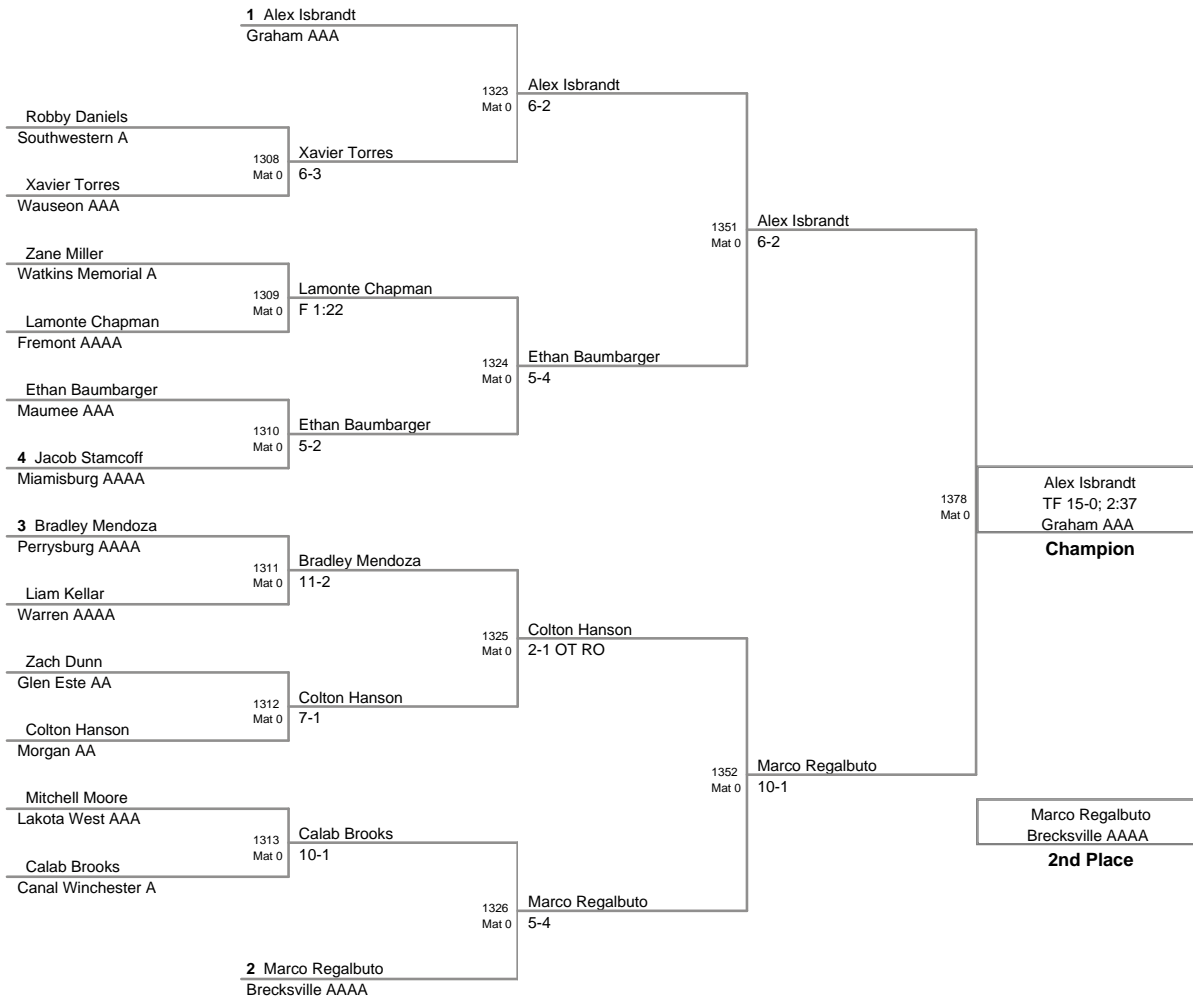 1 Alex Isbrandt
Graham AAA
1323
Mat 0
Alex Isbrandt
6-2
Robby Daniels
Southwestern A
1308
Mat 0
Xavier Torres
6-3
Xavier Torres
Wauseon AAA
1351
Mat 0
Alex Isbrandt
6-2
Zane Miller
Watkins Memorial A
1309
Mat 0
Lamonte Chapman
F 1:22
Lamonte Chapman
Fremont AAAA
1324
Mat 0
Ethan Baumbarger
5-4
Ethan Baumbarger
Maumee AAA
1310
Mat 0
Ethan Baumbarger
5-2
4 Jacob Stamcoff
Miamisburg AAAA
1378
Mat 0
Alex Isbrandt
TF 15-0; 2:37
Graham AAA
Champion
3 Bradley Mendoza
Perrysburg AAAA
1311
Mat 0
Bradley Mendoza
11-2
Liam Kellar
Warren AAAA
1325
Mat 0
Colton Hanson
2-1 OT RO
Zach Dunn
Glen Este AA
1312
Mat 0
Colton Hanson
7-1
Colton Hanson
Morgan AA
1352
Mat 0
Marco Regalbuto
10-1
Mitchell Moore
Lakota West AAA
1313
Mat 0
Calab Brooks
10-1
Calab Brooks
Canal Winchester A
Marco Regalbuto
Brecksville AAAA
2nd Place
1326
Mat 0
Marco Regalbuto
5-4
2 Marco Regalbuto
Brecksville AAAA